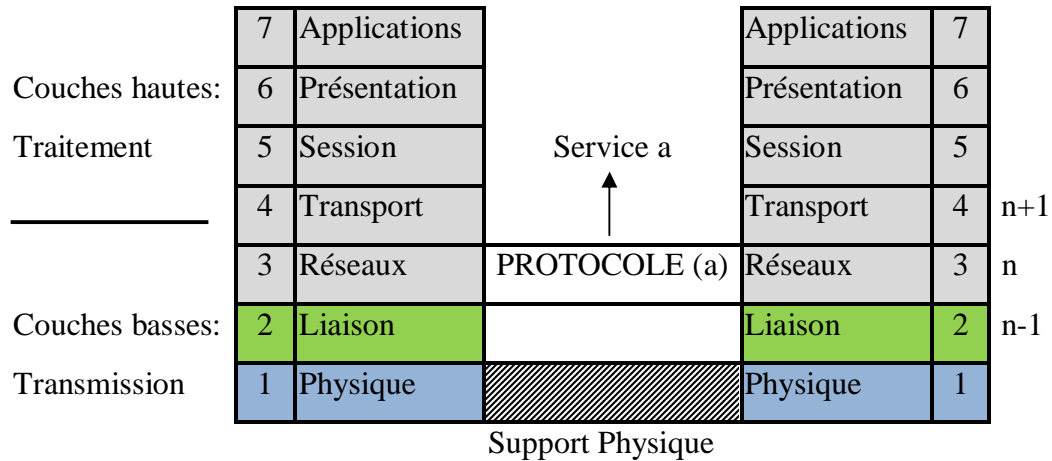 7 Applications Applications 7
Couches hautes: 6 Présentation Présentation 6
Traitement 5 Session Service a Session 5
4 Transport Transport 4 n+1
3 Réseaux PROTOCOLE (a) Réseaux 3 n
Couches basses: 2 Liaison Liaison 2 n-1
Transmission 1 Physique Physique 1
Support Physique